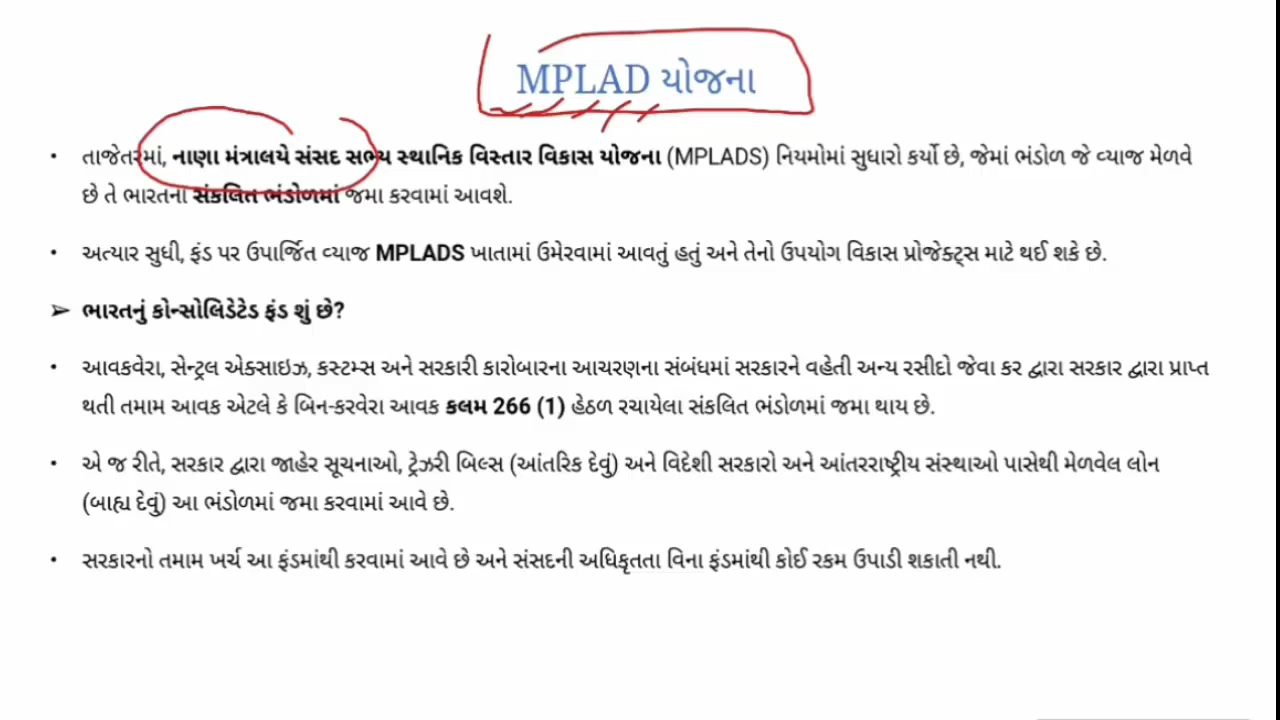 MPLAD યોજના
• તાજેતરમાં, નાણા મંત્રાલયે સંસદ સભ્ય સ્થાનિક વિસ્તાર વિકાસ યોજના (MPLADS) નિયમોમાં સુધારો કર્યો છે, જેમાં ભંડોળ જે વ્યાજ મેળવે
છે તે ભારતના સંકલિત ભંડોળમાં જમા કરવામાં આવશે.
• અત્યાર સુધી, ફંડ પર ઉપાર્જિત વ્યાજ MPLADS ખાતામાં ઉમેરવામાં આવતું હતું અને તેનો ઉપયોગ વિકાસ પ્રોજેક્ટ્સ માટે થઈ શકે છે.
➢ ભારતનું કોન્સોલિડેટેડ ફંડ શું છે?
• આવકવેરા, સેન્ટ્રલ એક્સાઇઝ, કસ્ટમ્સ અને સરકારી કારોબારના આચરણના સંબંધમાં સરકારને વહેતી અન્ય રસીદો જેવા કર દ્વારા સરકાર દ્વારા પ્રાપ્ત
થતી તમામ આવક એટલે કે બિન-કરવેરા આવક કલમ 266 (1) હેઠળ રચાયેલા સંકલિત ભંડોળમાં જમા થાય છે.
• એ જ રીતે, સરકાર દ્વારા જાહેર સૂચનાઓ, ટ્રેઝરી બિલ્સ (આંતરિક દેવું) અને વિદેશી સરકારો અને આંતરરાષ્ટ્રીય સંસ્થાઓ પાસેથી મેળવેલ લોન
(બાહ્ય દેવું) આ ભંડોળમાં જમા કરવામાં આવે છે.
• સરકારનો તમામ ખર્ચ આ ફંડમાંથી કરવામાં આવે છે અને સંસદની અધિકૃતતા વિના ફંડમાંથી કોઈ રકમ ઉપાડી શકાતી નથી.